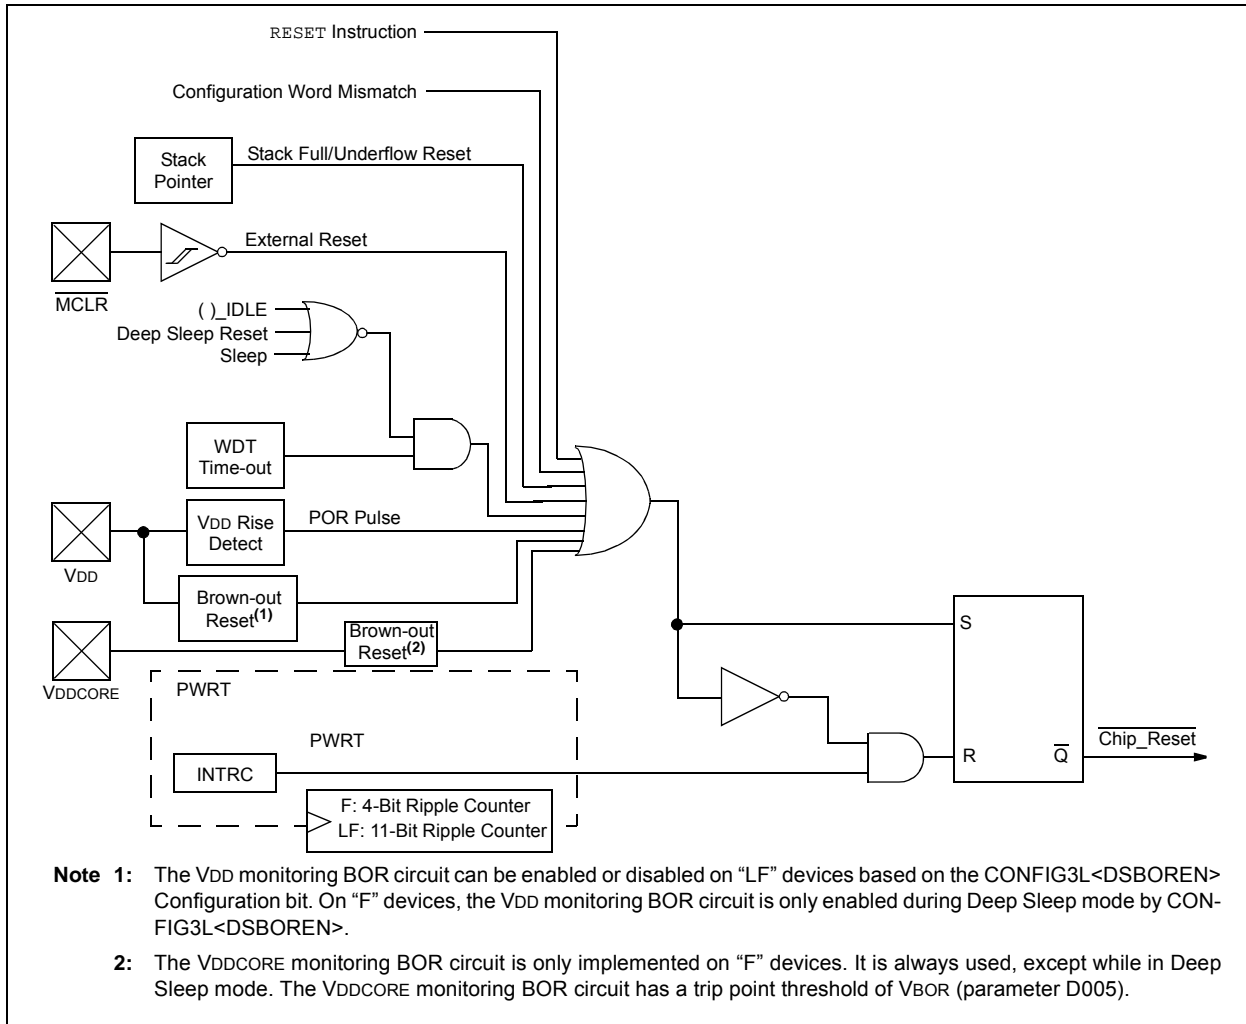 RESET Instruction
Configuration Word Mismatch
Stack
Pointer
Stack Full/Underflow Reset
External Reset
MCLR
( )_IDLE
Deep Sleep Reset
Sleep
WDT
Time-out
VDD Rise
Detect
POR Pulse
VDD
Brown-out
Reset(1)
Brown-out
Reset(2)
VDDCORE
PWRT
PWRT
INTRC
F: 4-Bit Ripple Counter
LF: 11-Bit Ripple Counter
S
R
Q
Chip_Reset
Note 1: The VDD monitoring BOR circuit can be enabled or disabled on “LF” devices based on the CONFIG3L<DSBOREN>
Configuration bit. On “F” devices, the VDD monitoring BOR circuit is only enabled during Deep Sleep mode by CON-
FIG3L<DSBOREN>.
2: The VDDCORE monitoring BOR circuit is only implemented on “F” devices. It is always used, except while in Deep
Sleep mode. The VDDCORE monitoring BOR circuit has a trip point threshold of VBOR (parameter D005).